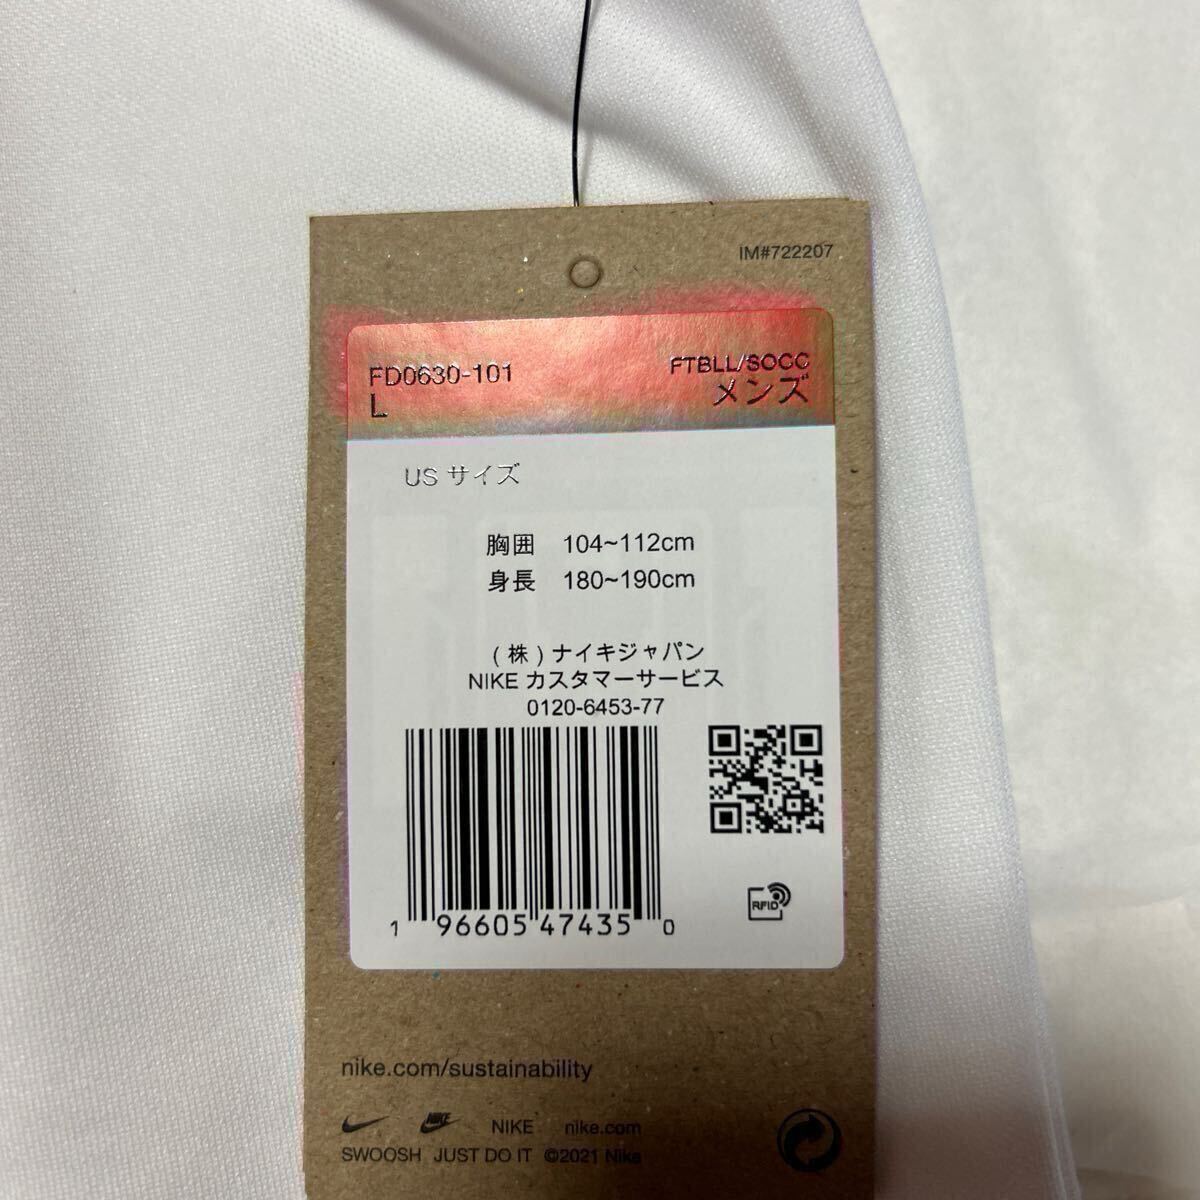 IM#722207
FD0630-101 FTBLL/SOCC
L メンズ
US サイズ
胸囲 104~112cm
身長 180~190cm
(株)ナイキジャパン
NIKE カスタマーサービス
0120-6453-77
RFID
1 96605 47435 0
nike.com/sustainability
NIKE NIKE nike.com
SWOOSH JUST DO IT ©2021 Nike